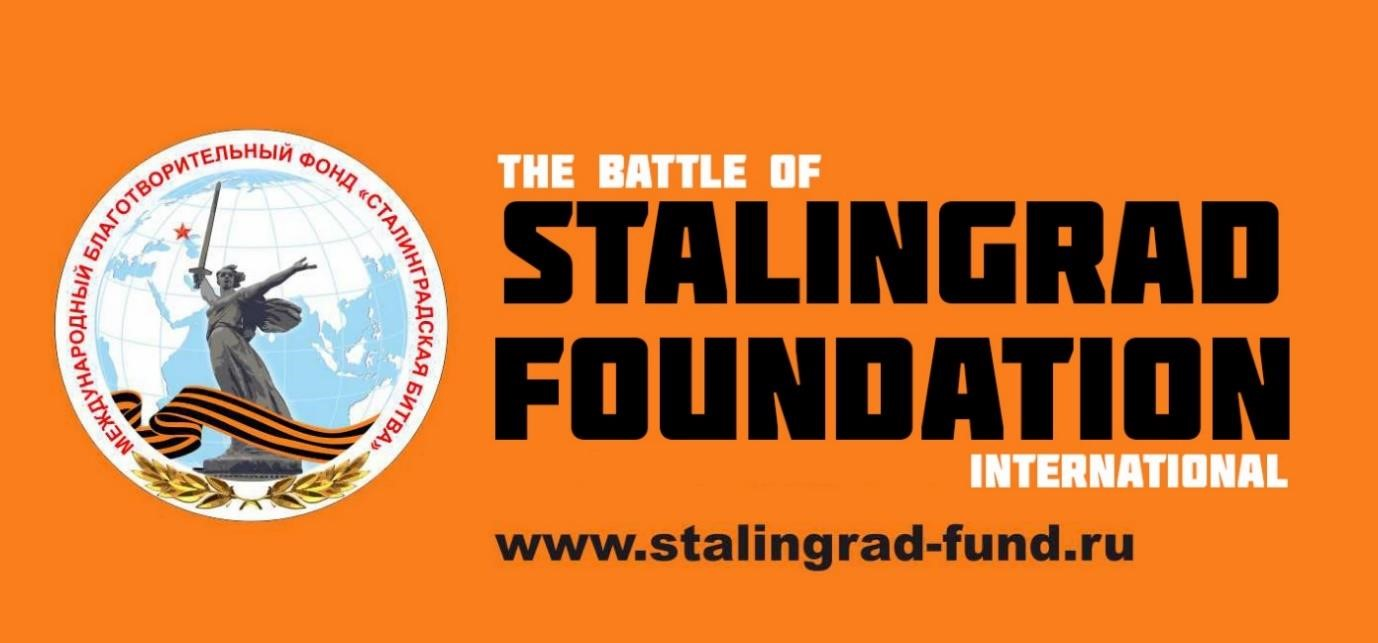 МЕЖДУНАРОДНЫЙ БЛАГОТВОРИТЕЛЬНЫЙ ФОНД «СТАЛИНГРАДСКАЯ БИТВА»
THE BATTLE OF
STALINGRAD
FOUNDATION
INTERNATIONAL
www.stalingrad-fund.ru